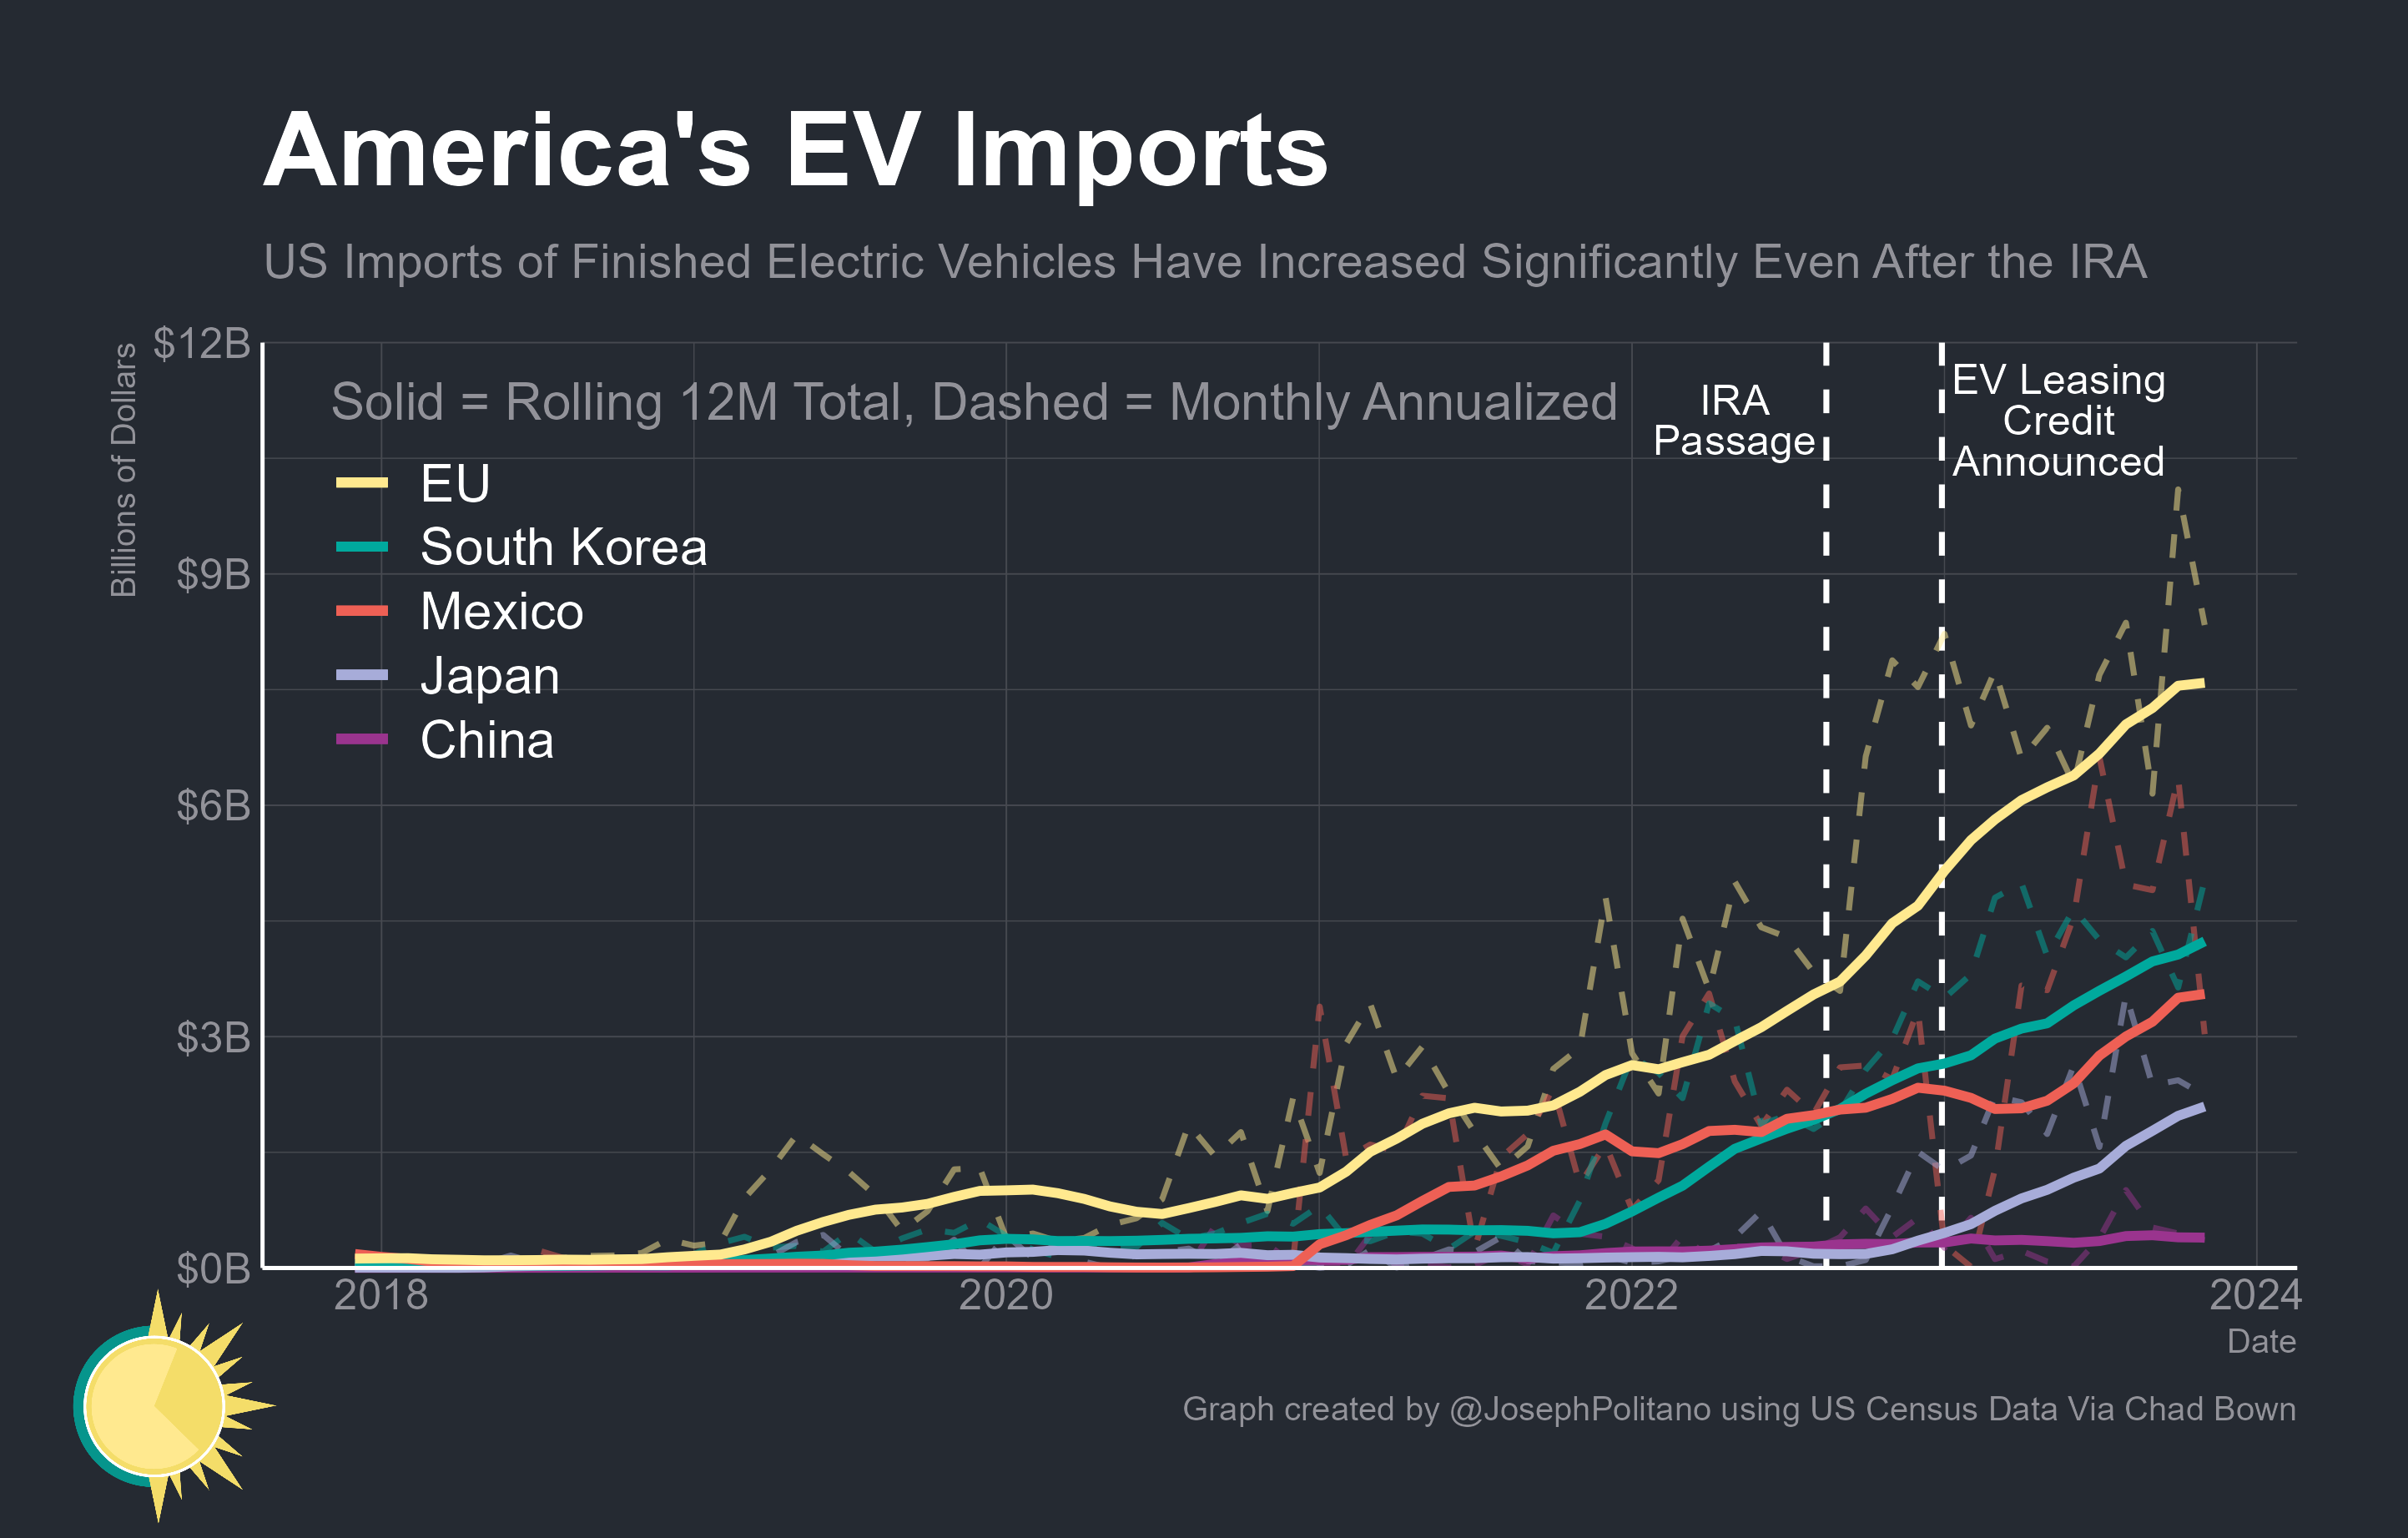 America's EV Imports
US Imports of Finished Electric Vehicles Have Increased Significantly Even After the IRA
Billions of Dollars
$12B
$9B
$6B
$3B
$0B
Solid = Rolling 12M Total, Dashed = Monthly Annualized
EU
South Korea
Mexico
Japan
China
IRA
Passage
EV Leasing
Credit
Announced
2018
2020
2022
2024
Date
Graph created by @JosephPolitano using US Census Data Via Chad Bown